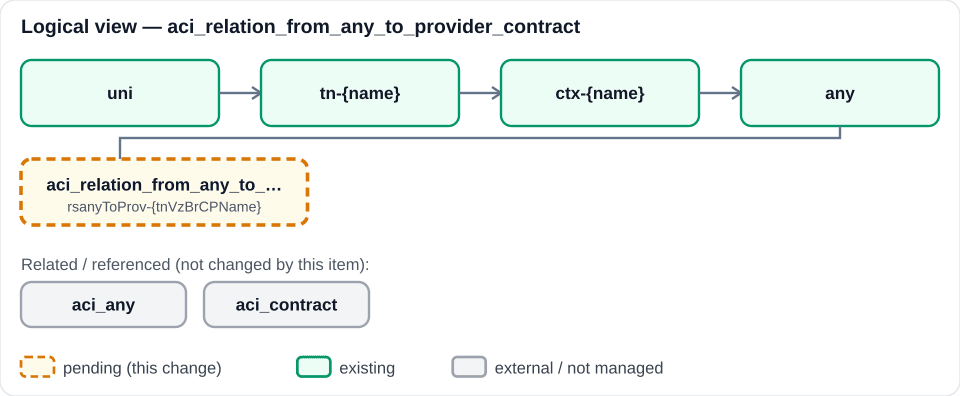 Logical view — aci_relation_from_any_to_provider_contract
uni
tn-{name}
ctx-{name}
any
aci_relation_from_any_to_…
rsanyToProv-{tnVzBrCPName}
Related / referenced (not changed by this item):
aci_any
aci_contract
pending (this change)
existing
external / not managed